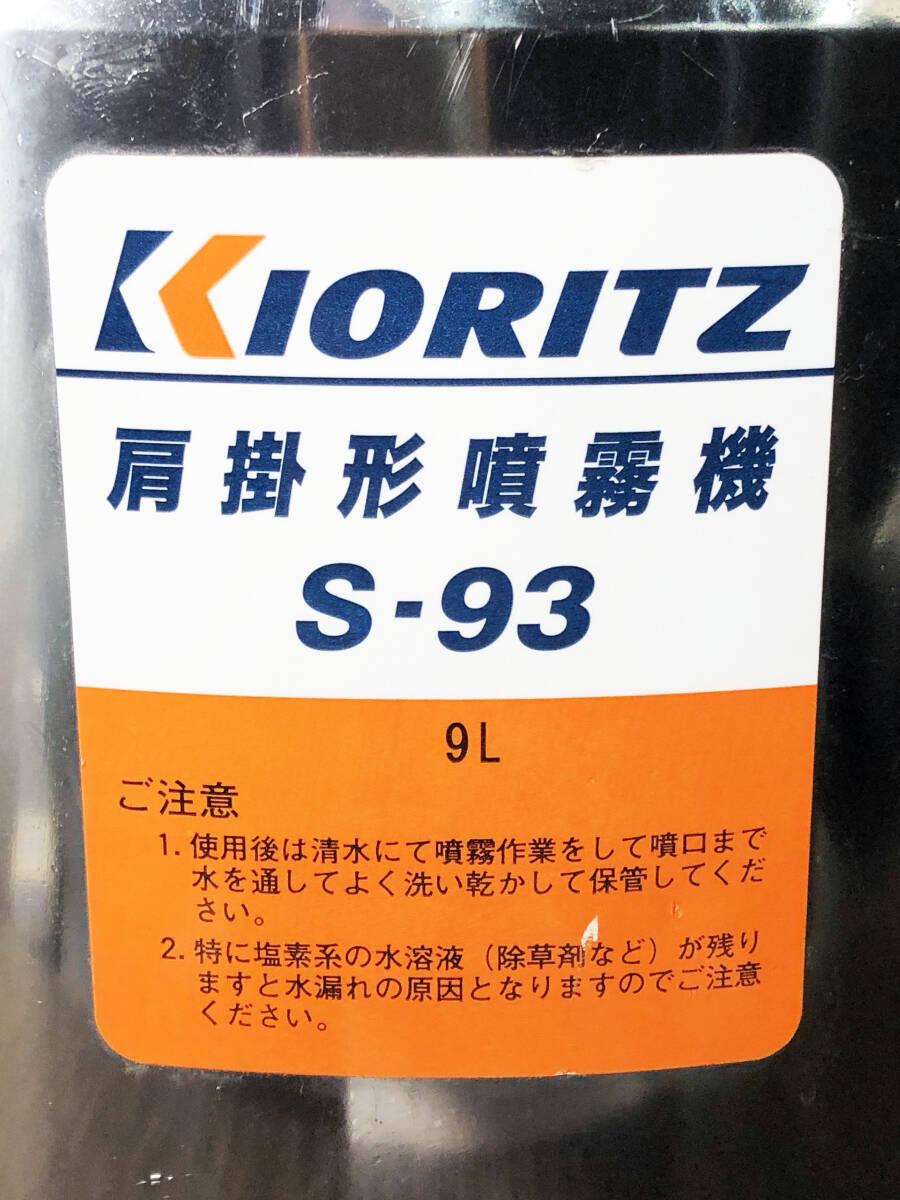 KIORITZ
肩掛形噴霧機
S-93
9L
ご注意
1. 使用後は清水にて噴霧作業をして噴口まで
水を通してよく洗い乾かして保管してくだ
さい。
2. 特に塩素系の水溶液（除草剤など）が残り
ますと水漏れの原因となりますのでご注意
ください。